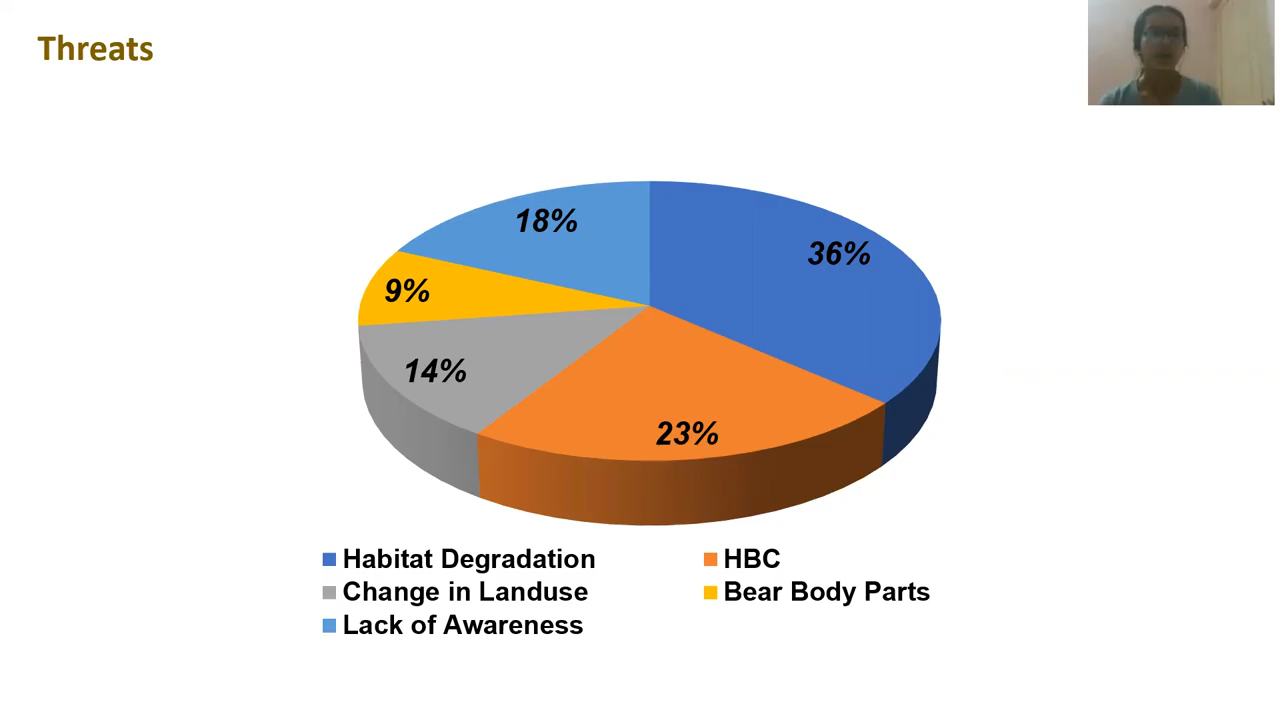 Threats
18%
36%
9%
14%
23%
Habitat Degradation
HBC
Change in Landuse
Bear Body Parts
Lack of Awareness